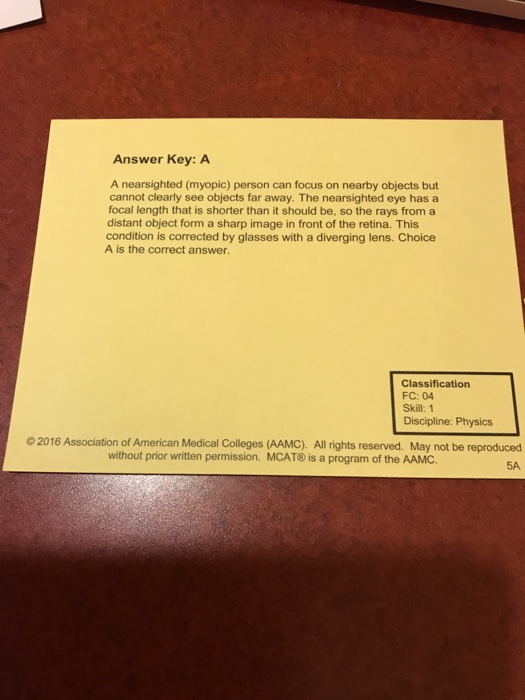 Answer Key: A
A nearsighted (myopic) person can focus on nearby objects but
cannot clearly see objects far away. The nearsighted eye has a
focal length that is shorter than it should be, so the rays from a
distant object form a sharp image in front of the retina. This
condition is corrected by glasses with a diverging lens. Choice
A is the correct answer.
Classification
FC: 04
Skill: 1
Discipline: Physics
© 2016 Association of American Medical Colleges (AAMC). All rights reserved. May not be reproduced
without prior written permission. MCAT® is a program of the AAMC.
5A